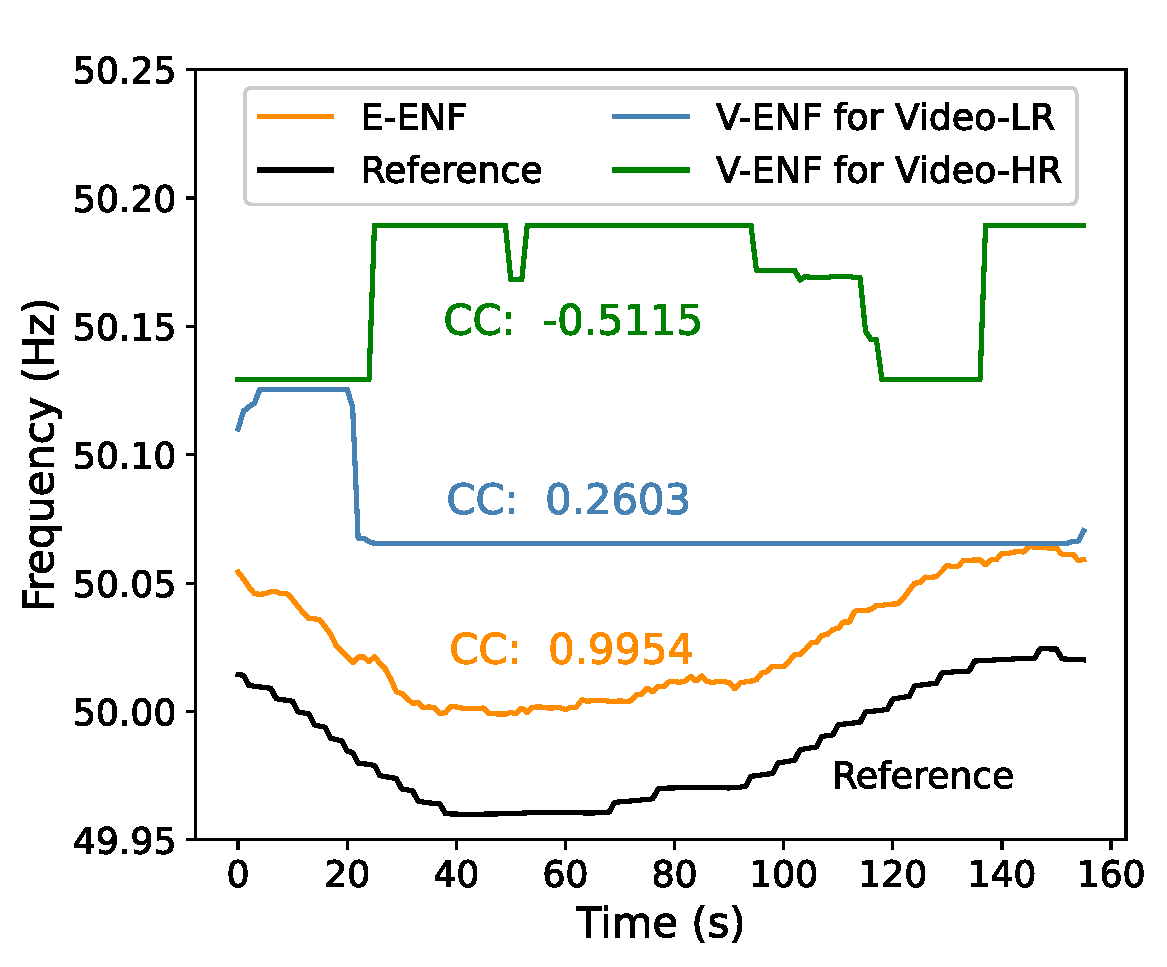 50.25
50.20
50.15
50.10
50.05
50.00
49.95
Frequency (Hz)
E-ENF
Reference
V-ENF for Video-LR
V-ENF for Video-HR
CC: -0.5115
CC: 0.2603
CC: 0.9954
Reference
0 20 40 60 80 100 120 140 160
Time (s)